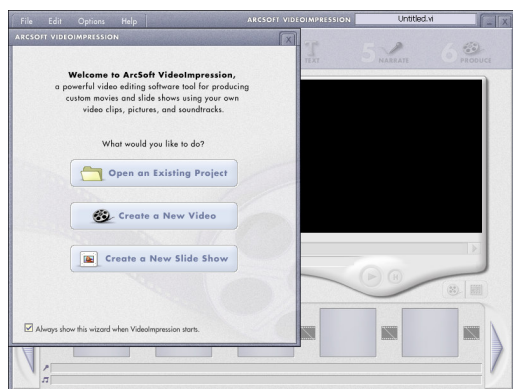 File Edit Options Help ARCSOFT VIDEOIMPRESSION Untitled.vi
ARCSOFT VIDEOIMPRESSION
TEXT 5 NARRATE 6 PRODUCE
Welcome to ArcSoft VideoImpression,
a powerful video editing software tool for producing
custom movies and slide shows using your own
video clips, pictures, and soundtracks.
What would you like to do?
Open an Existing Project
Create a New Video
Create a New Slide Show
Always show this wizard when VideoImpression starts.